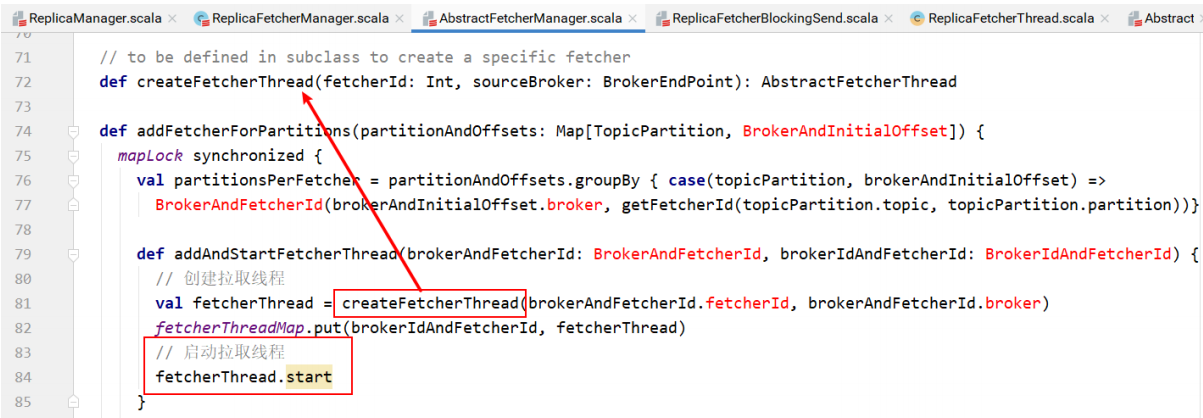 ReplicaManager.scala × ReplicaFetcherManager.scala × AbstractFetcherManager.scala × ReplicaFetcherBlockingSend.scala × ReplicaFetcherThread.scala × Abstract
70
71 // to be defined in subclass to create a specific fetcher
72 def createFetcherThread(fetcherId: Int, sourceBroker: BrokerEndPoint): AbstractFetcherThread
73
74 def addFetcherForPartitions(partitionAndOffsets: Map[TopicPartition, BrokerAndInitialOffset]) {
75 mapLock synchronized {
76 val partitionsPerFetcher = partitionAndOffsets.groupBy { case(topicPartition, brokerAndInitialOffset) =>
77 BrokerAndFetcherId(brokerAndInitialOffset.broker, getFetcherId(topicPartition.topic, topicPartition.partition))}
78
79 def addAndStartFetcherThread(brokerAndFetcherId: BrokerAndFetcherId, brokerIdAndFetcherId: BrokerIdAndFetcherId) {
80 // 创建拉取线程
81 val fetcherThread = createFetcherThread(brokerAndFetcherId.fetcherId, brokerAndFetcherId.broker)
82 fetcherThreadMap.put(brokerIdAndFetcherId, fetcherThread)
83 // 启动拉取线程
84 fetcherThread.start
85 }